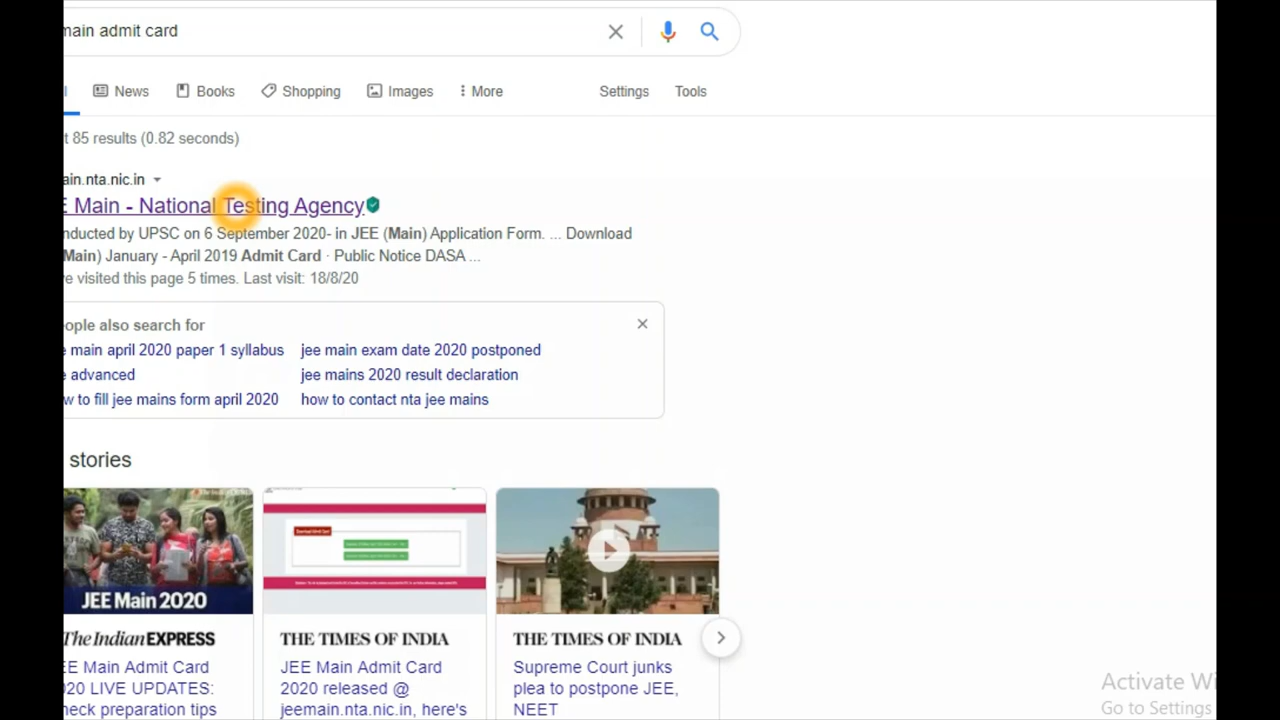 main admit card
News Books Shopping Images More Settings Tools
t 85 results (0.82 seconds)
ain.nta.nic.in
E Main - National Testing Agency
nducted by UPSC on 6 September 2020- in JEE (Main) Application Form. ... Download
Main) January - April 2019 Admit Card · Public Notice DASA ...
ve visited this page 5 times. Last visit: 18/8/20
eople also search for
e main april 2020 paper 1 syllabus
jee main exam date 2020 postponed
e advanced
jee mains 2020 result declaration
w to fill jee mains form april 2020
how to contact nta jee mains
stories
JEE Main 2020
The Indian EXPRESS
EE Main Admit Card
020 LIVE UPDATES:
heck preparation tips
THE TIMES OF INDIA
JEE Main Admit Card
2020 released @
jeemain.nta.nic.in, here's
THE TIMES OF INDIA
Supreme Court junks
plea to postpone JEE,
NEET
Activate Wi
Go to Settings